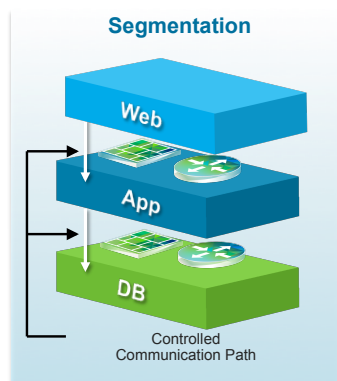 Segmentation
Web
App
DB
Controlled
Communication Path